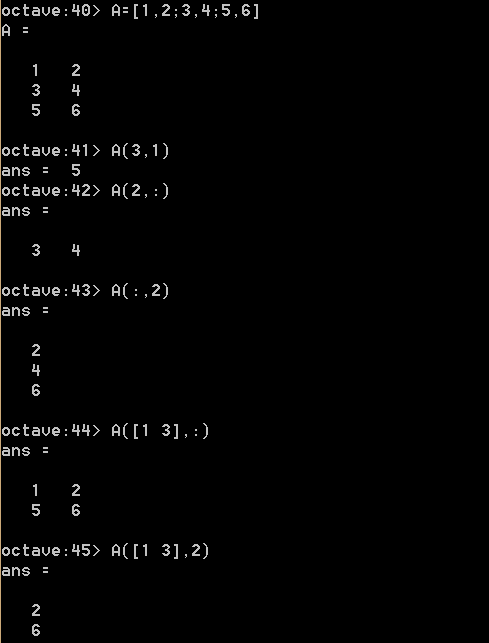 octave:40> A=[1,2;3,4;5,6]
A =
1 2
3 4
5 6
octave:41> A(3,1)
ans = 5
octave:42> A(2,:)
ans =
3 4
octave:43> A(:,2)
ans =
2
4
6
octave:44> A([1 3],:)
ans =
1 2
5 6
octave:45> A([1 3],2)
ans =
2
6